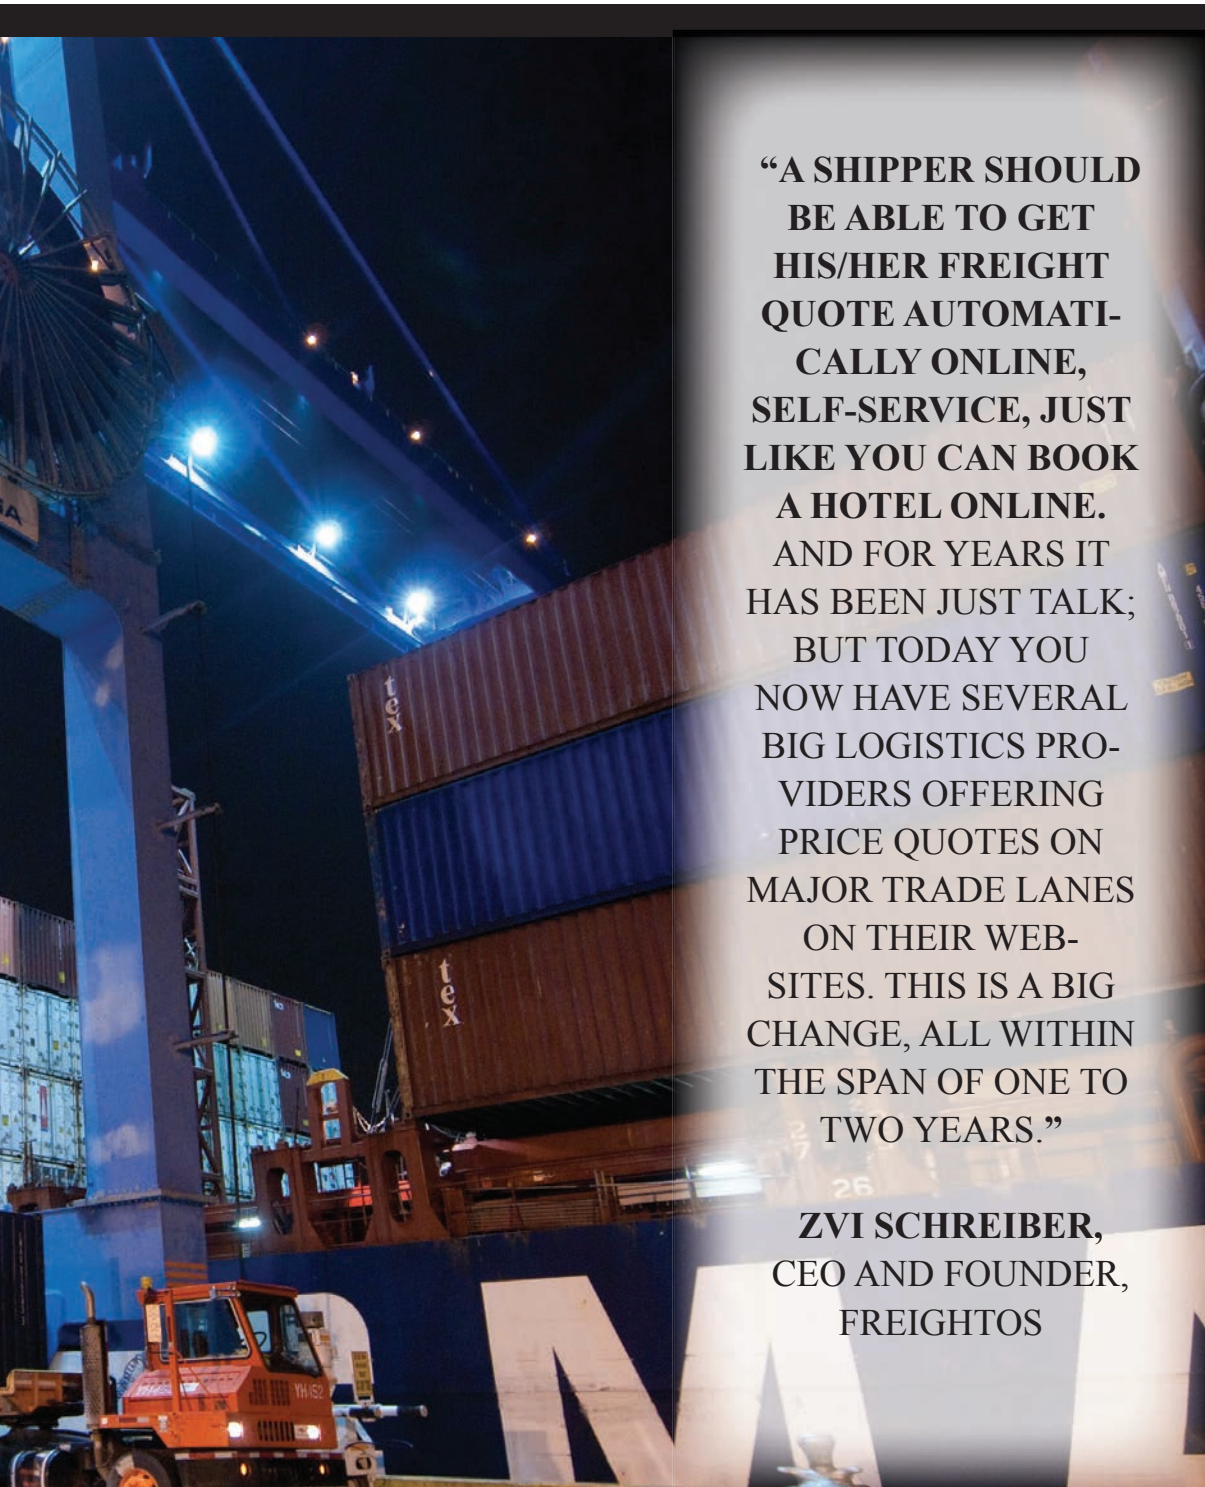 “A SHIPPER SHOULD
BE ABLE TO GET
HIS/HER FREIGHT
QUOTE AUTOMATI-
CALLY ONLINE,
SELF-SERVICE, JUST
LIKE YOU CAN BOOK
A HOTEL ONLINE.
AND FOR YEARS IT
HAS BEEN JUST TALK;
BUT TODAY YOU
NOW HAVE SEVERAL
BIG LOGISTICS PRO-
VIDERS OFFERING
PRICE QUOTES ON
MAJOR TRADE LANES
ON THEIR WEB-
SITES. THIS IS A BIG
CHANGE, ALL WITHIN
THE SPAN OF ONE TO
TWO YEARS.”
ZVI SCHREIBER,
CEO AND FOUNDER,
FREIGHTOS
tex
tex
26
YH152
M